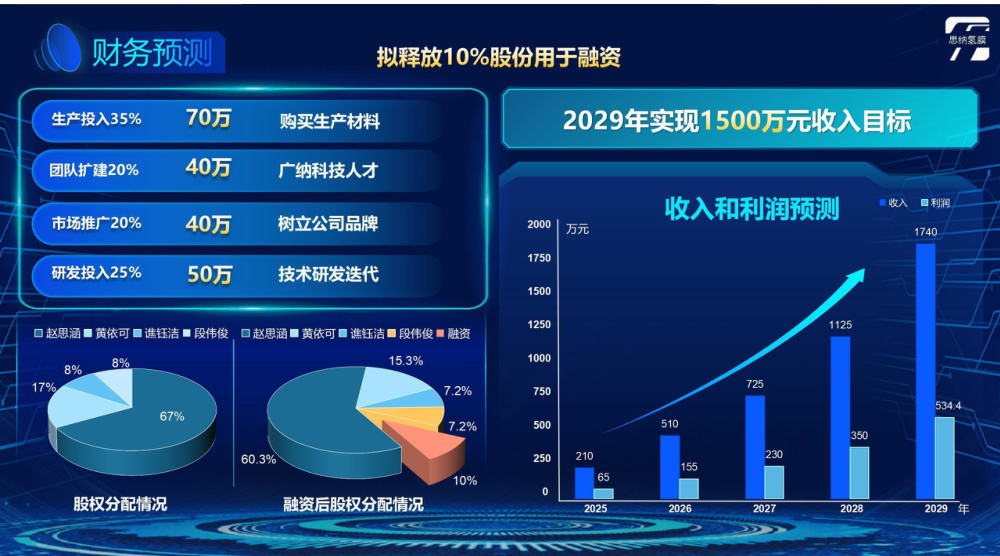 财务预测
拟释放10%股份用于融资
思纳氢膜
生产投入35% 70万 购买生产材料
团队扩建20% 40万 广纳科技人才
市场推广20% 40万 树立公司品牌
研发投入25% 50万 技术研发迭代
2029年实现1500万元收入目标
收入和利润预测
收入 利润
万元
2000
1750
1500
1250
1000
750
500
250
0
210
65
510
155
725
230
1125
350
1740
534.4
2025 2026 2027 2028 2029 年
赵思涵 黄依可 谯钰洁 段伟俊
8%
8%
17%
67%
股权分配情况
赵思涵 黄依可 谯钰洁 段伟俊 融资
15.3%
7.2%
7.2%
60.3%
10%
融资后股权分配情况